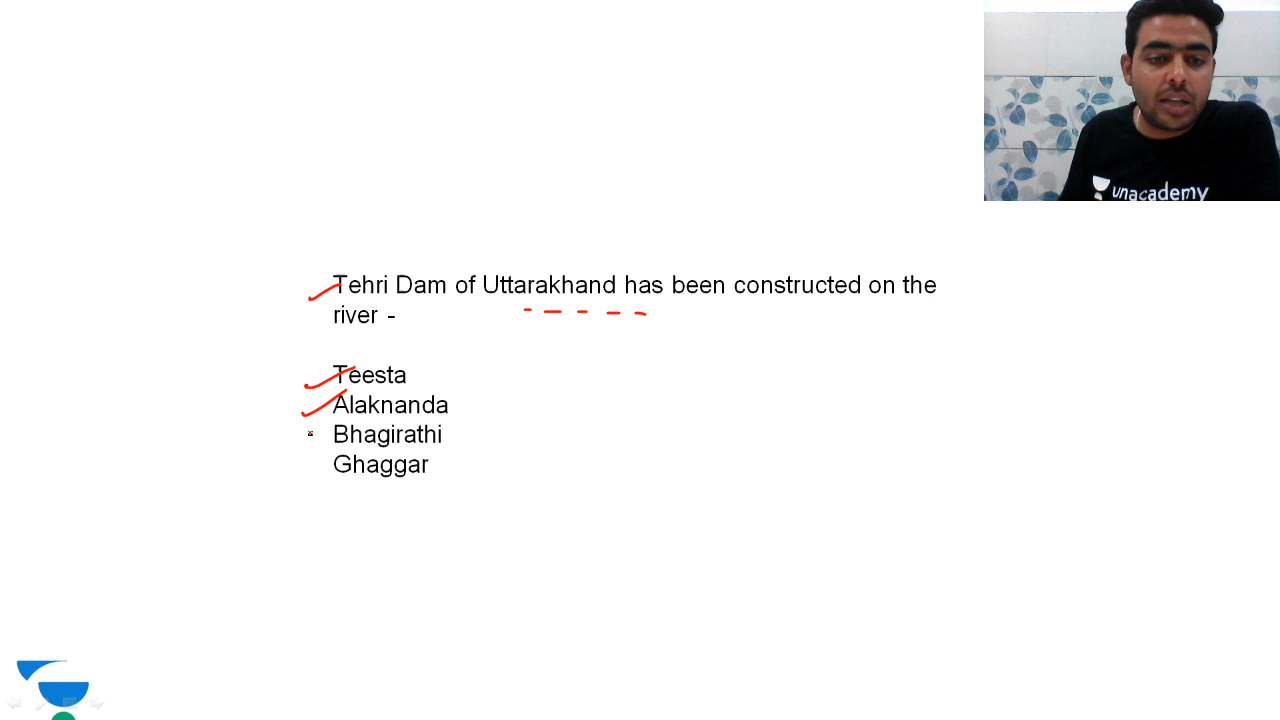 unacademy
Tehri Dam of Uttarakhand has been constructed on the
river -
Teesta
Alaknanda
Bhagirathi
Ghaggar